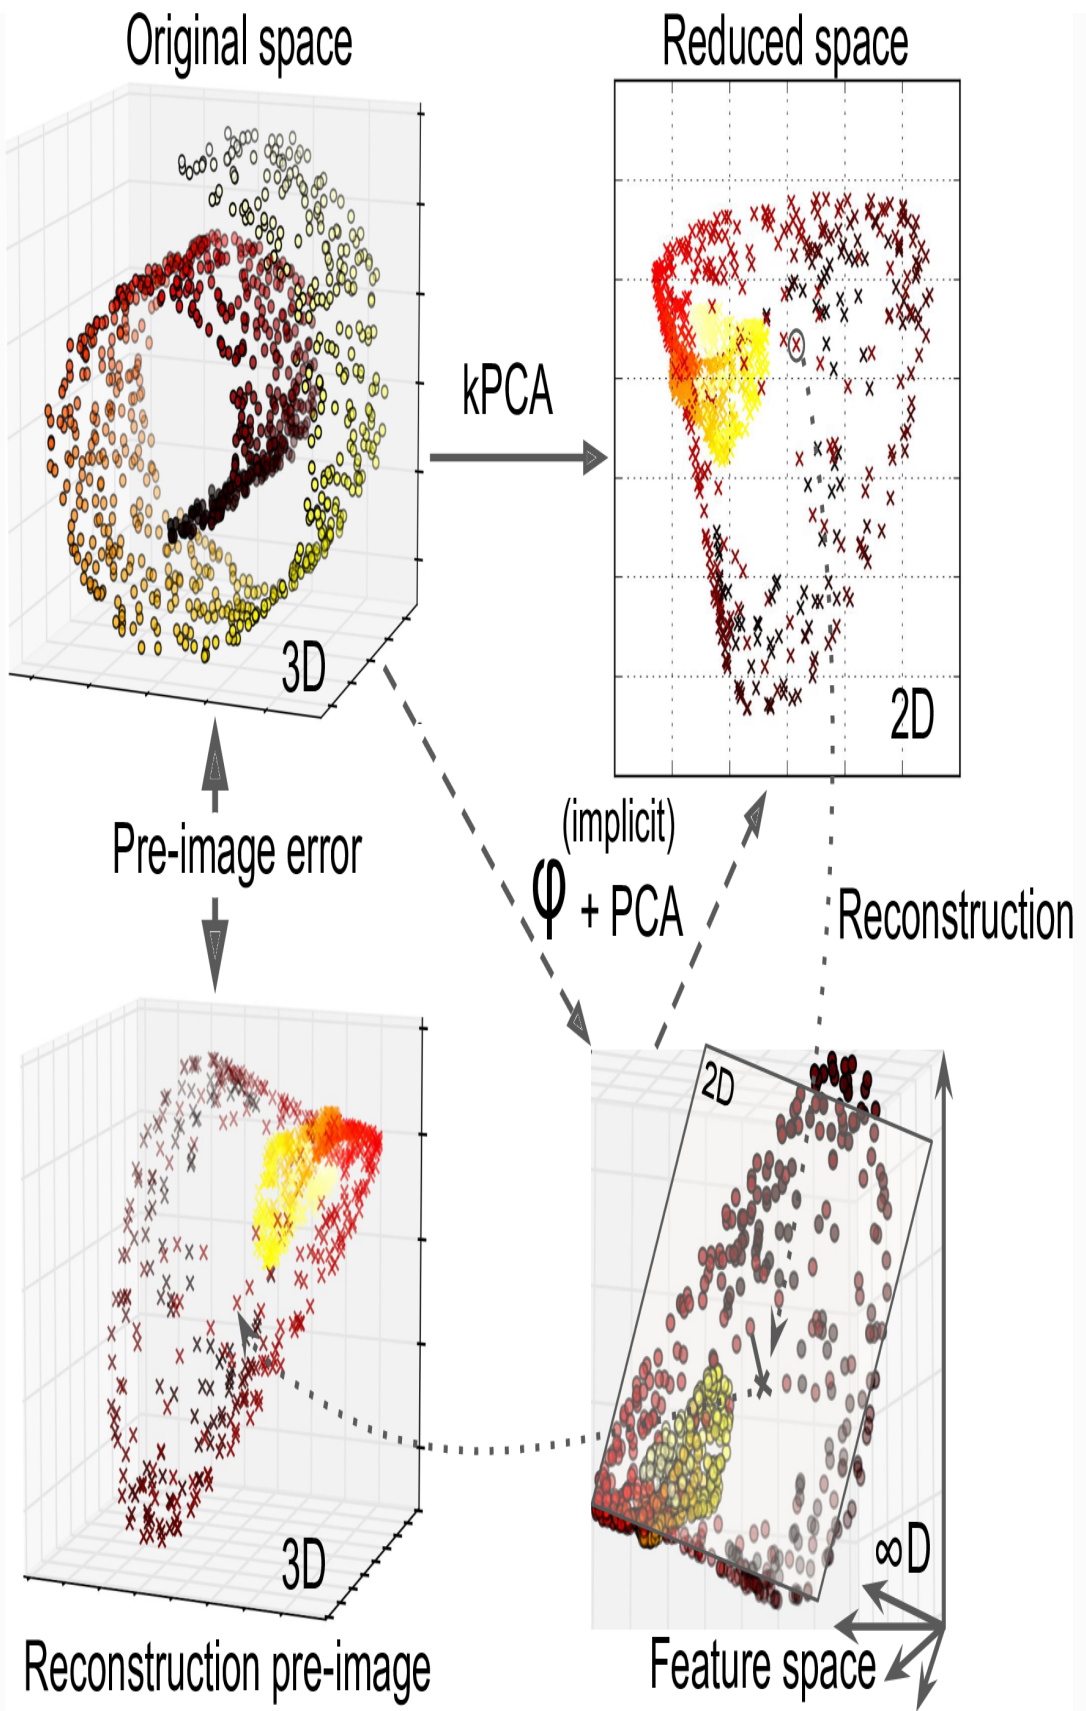 Original space
Reduced space
kPCA
3D
2D
(implicit)
φ + PCA
Pre-image error
Reconstruction
2D
3D
∞D
Reconstruction pre-image
Feature space